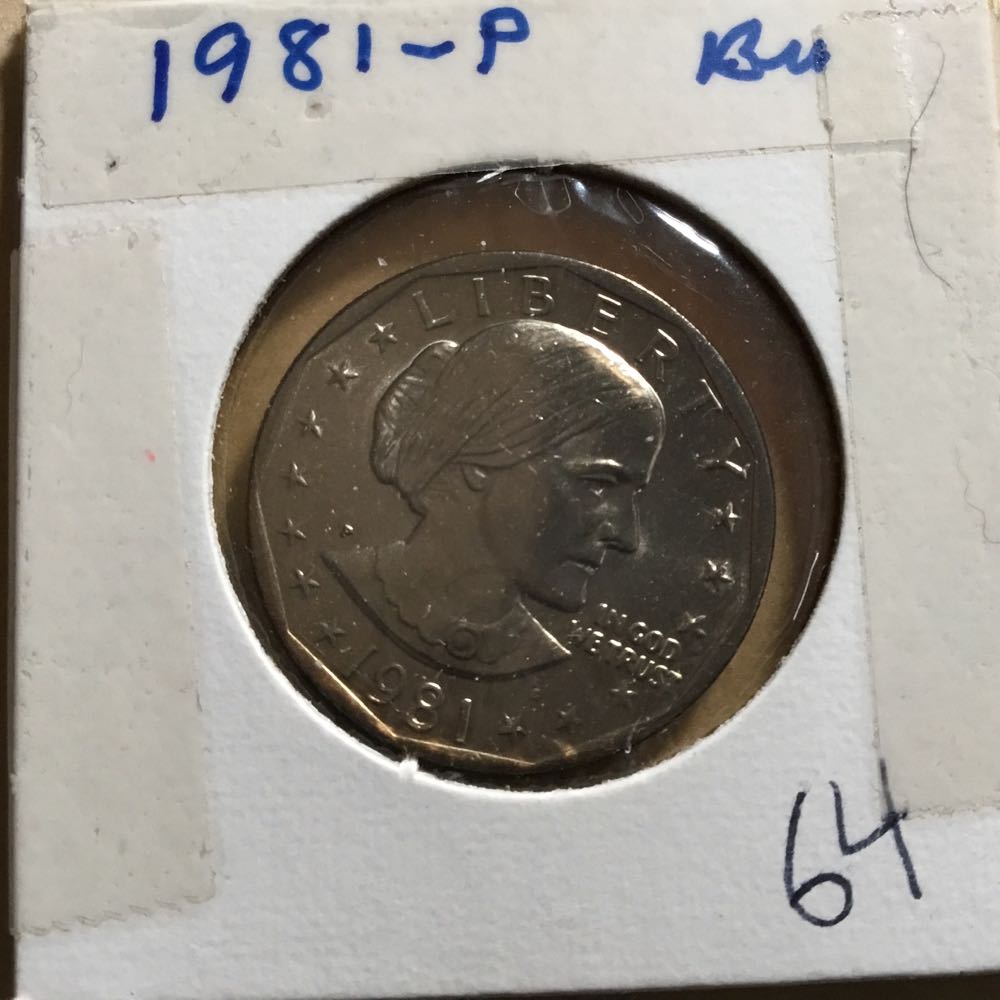 1981-P BU
LIBERTY
P
IN GOD
WE TRUST
1981
64